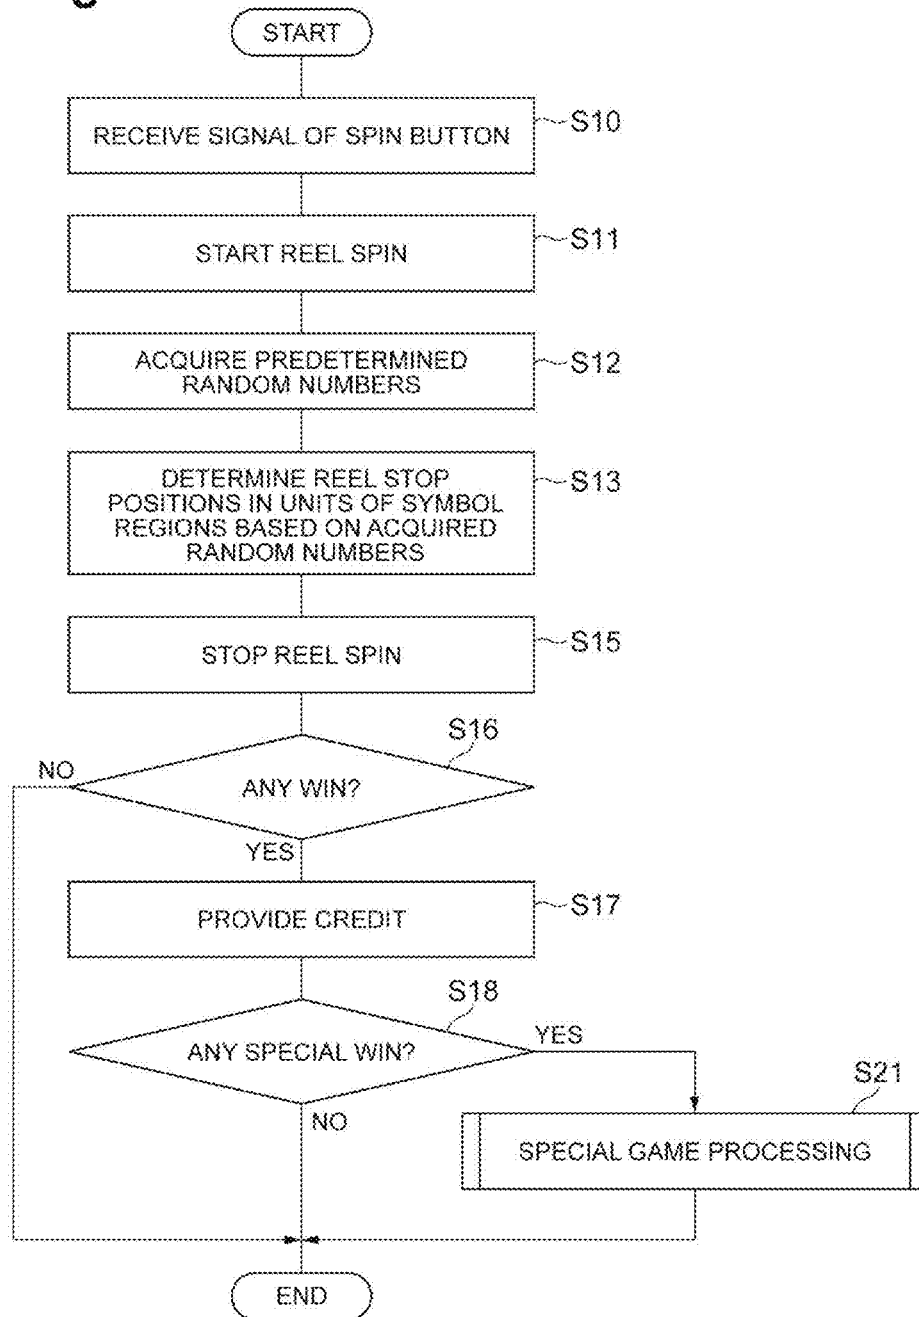 START
RECEIVE SIGNAL OF SPIN BUTTON
S10
START REEL SPIN
S11
ACQUIRE PREDETERMINED
RANDOM NUMBERS
S12
DETERMINE REEL STOP
POSITIONS IN UNITS OF SYMBOL
REGIONS BASED ON ACQUIRED
RANDOM NUMBERS
S13
STOP REEL SPIN
S15
S16
NO
ANY WIN?
YES
PROVIDE CREDIT
S17
S18
ANY SPECIAL WIN?
YES
NO
S21
SPECIAL GAME PROCESSING
END